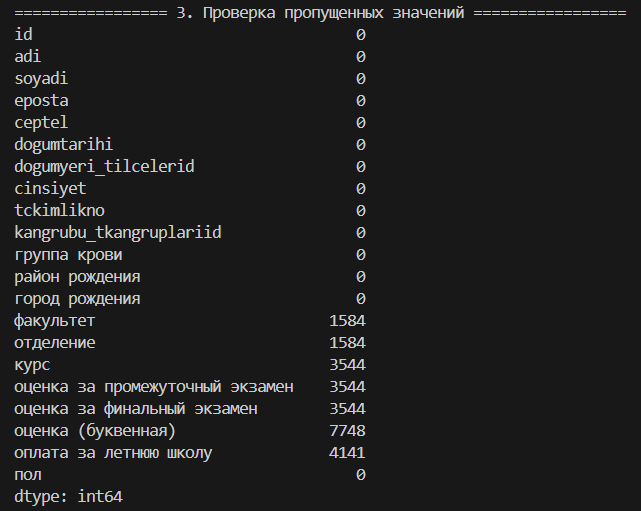 ================= 3. Проверка пропущенных значений =================
id 0
adi 0
soyadi 0
eposta 0
ceptel 0
dogumtarihi 0
dogumyeri_tilcelerid 0
cinsiyet 0
tckimlikno 0
kangrubu_tkangruplariid 0
группа крови 0
район рождения 0
город рождения 0
факультет 1584
отделение 1584
курс 3544
оценка за промежуточный экзамен 3544
оценка за финальный экзамен 3544
оценка (буквенная) 7748
оплата за летнюю школу 4141
пол 0
dtype: int64